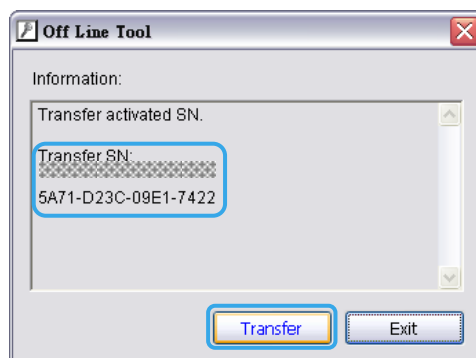 Off Line Tool
Information:
Transfer activated SN.
Transfer SN:
5A71-D23C-09E1-7422
Transfer
Exit